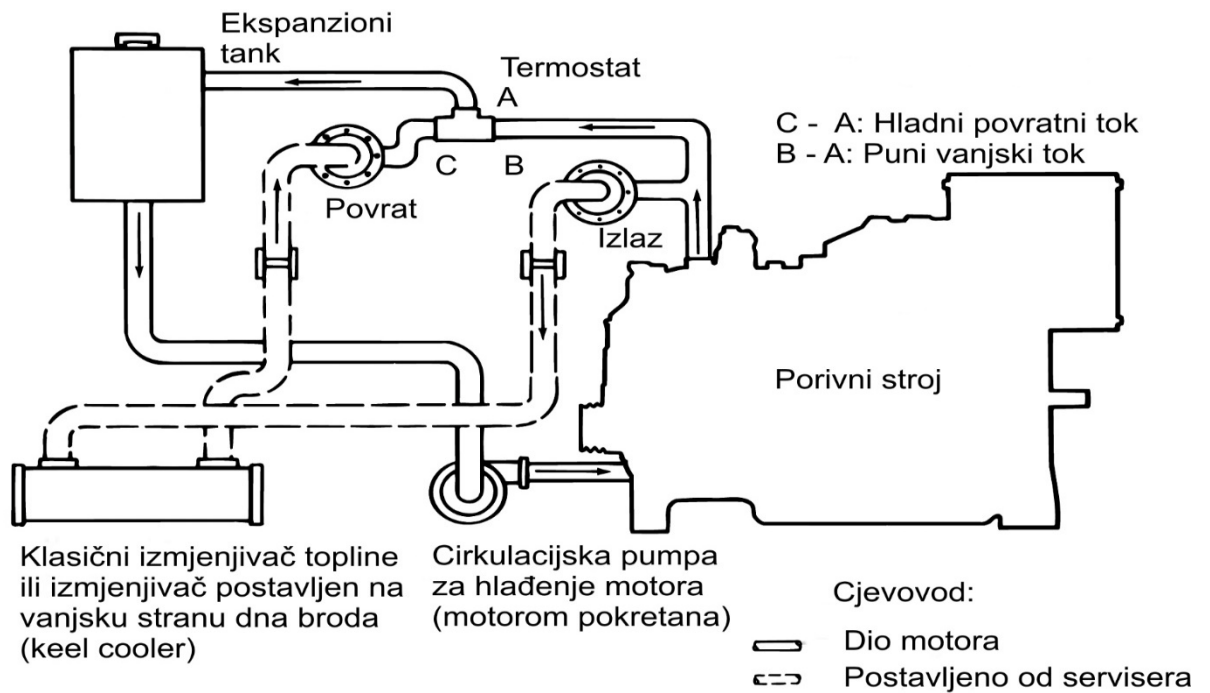 Ekspanzioni
tank
Termostat
A
C - A: Hladni povratni tok
B - A: Puni vanjski tok
C
B
Povrat
Izlaz
Porivni stroj
Klasični izmjenjivač topline
ili izmjenjivač postavljen na
vanjsku stranu dna broda
(keel cooler)
Cirkulacijska pumpa
za hlađenje motora
(motorom pokretana)
Cjevovod:
Dio motora
Postavljeno od servisera